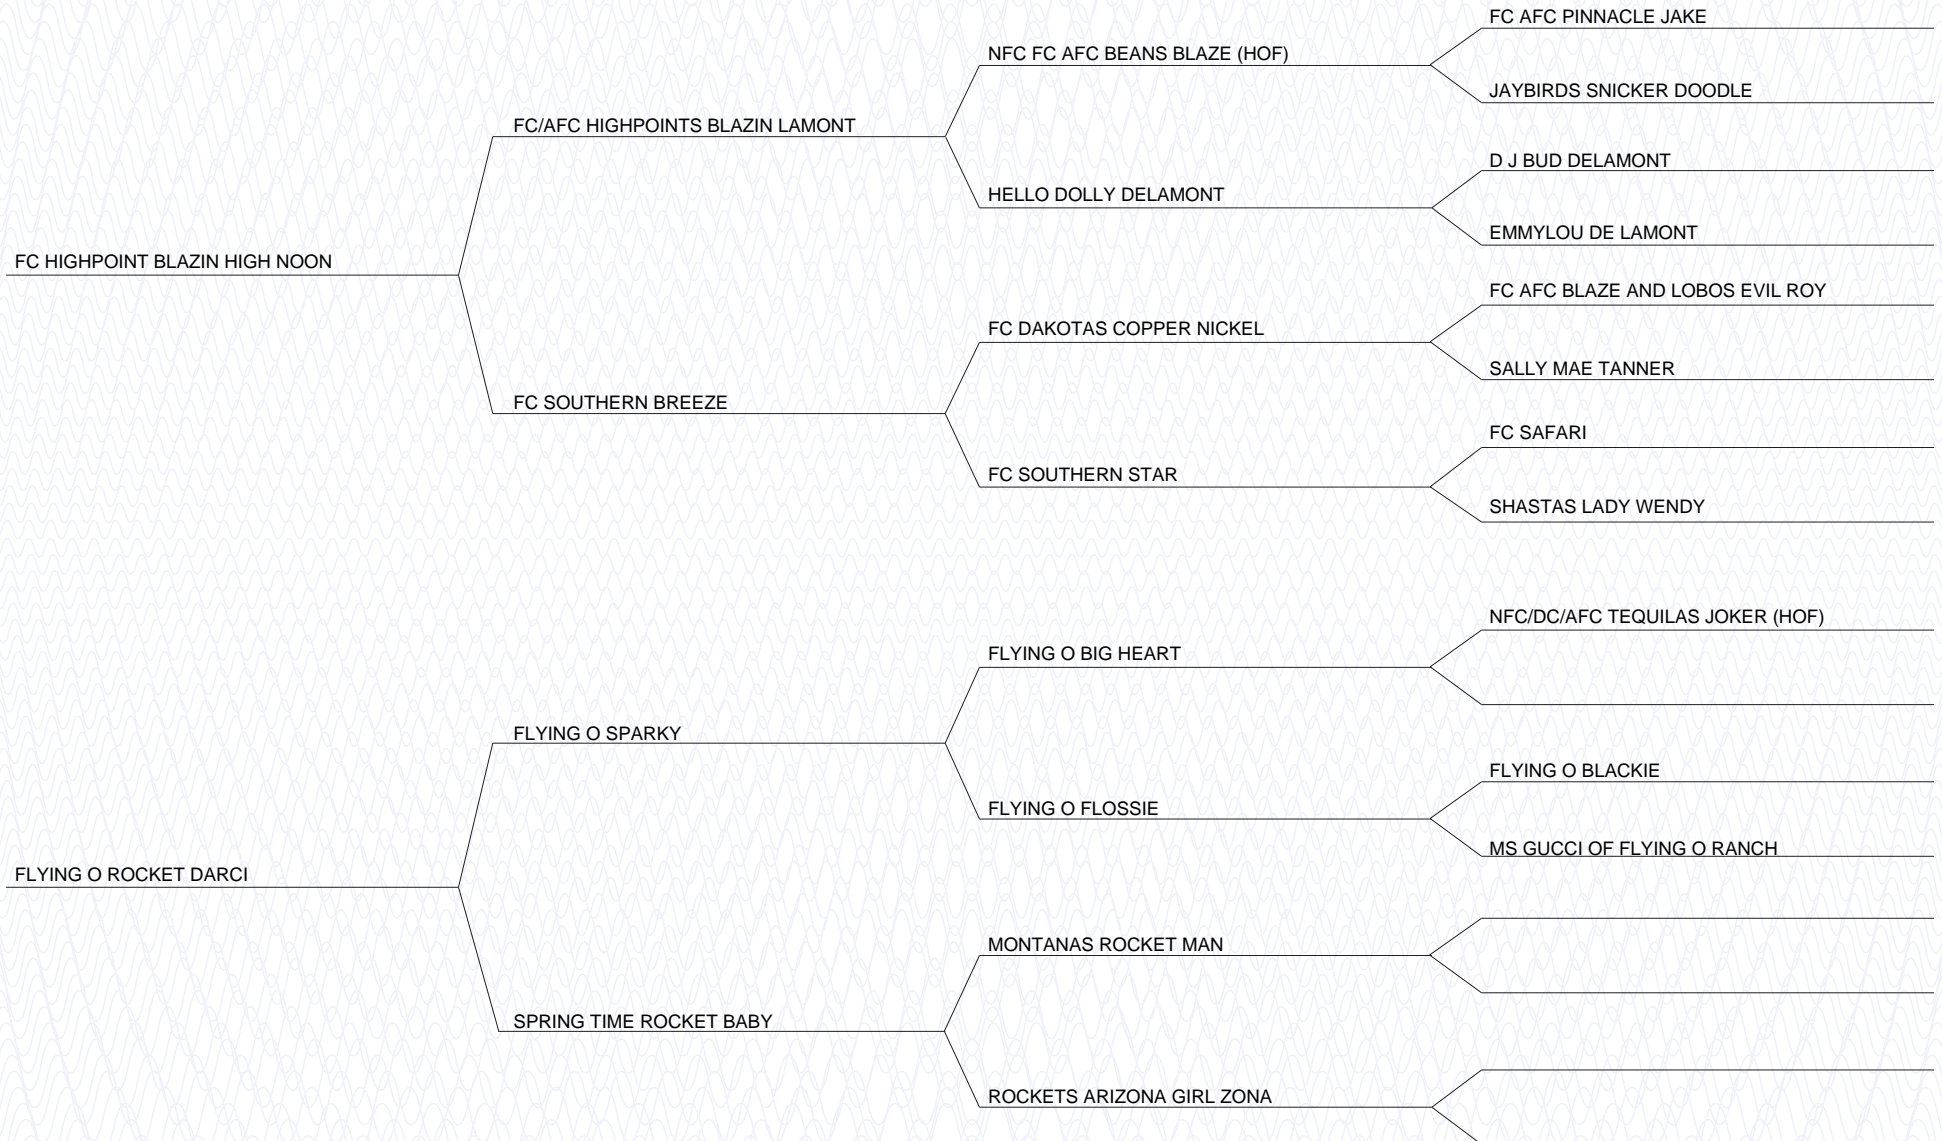 FC AFC PINNACLE JAKE
NFC FC AFC BEANS BLAZE (HOF)
JAYBIRDS SNICKER DOODLE
FC/AFC HIGHPOINTS BLAZIN LAMONT
D J BUD DELAMONT
HELLO DOLLY DELAMONT
EMMYLOU DE LAMONT
FC HIGHPOINT BLAZIN HIGH NOON
FC AFC BLAZE AND LOBOS EVIL ROY
FC DAKOTAS COPPER NICKEL
SALLY MAE TANNER
FC SOUTHERN BREEZE
FC SAFARI
FC SOUTHERN STAR
SHASTAS LADY WENDY
NFC/DC/AFC TEQUILAS JOKER (HOF)
FLYING O BIG HEART
FLYING O SPARKY
FLYING O BLACKIE
FLYING O FLOSSIE
MS GUCCI OF FLYING O RANCH
FLYING O ROCKET DARCI
MONTANAS ROCKET MAN
SPRING TIME ROCKET BABY
ROCKETS ARIZONA GIRL ZONA